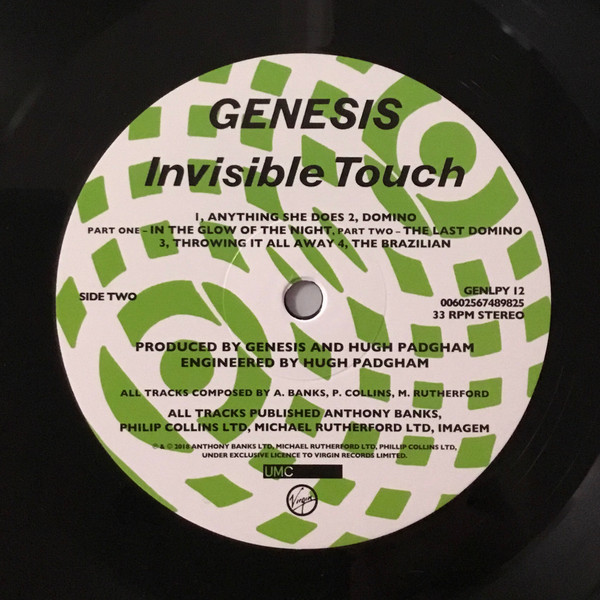 GENESIS
Invisible Touch
1, ANYTHING SHE DOES 2, DOMINO
PART ONE – IN THE GLOW OF THE NIGHT, PART TWO – THE LAST DOMINO
3, THROWING IT ALL AWAY 4, THE BRAZILIAN
SIDE TWO
GENLPY 12
00602567489825
33 RPM STEREO
PRODUCED BY GENESIS AND HUGH PADGHAM
ENGINEERED BY HUGH PADGHAM
ALL TRACKS COMPOSED BY A. BANKS, P. COLLINS, M. RUTHERFORD
ALL TRACKS PUBLISHED ANTHONY BANKS,
PHILIP COLLINS LTD, MICHAEL RUTHERFORD LTD, IMAGEM
℗ & © 2018 ANTHONY BANKS LTD, MICHAEL RUTHERFORD LTD, PHILLIP COLLINS LTD,
UNDER EXCLUSIVE LICENCE TO VIRGIN RECORDS LIMITED.
UMC
Virgin